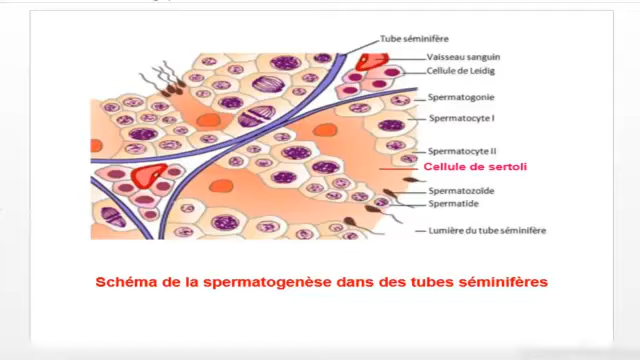 Tube séminifère
Vaisseau sanguin
Cellule de Leidig
Spermatogonie
Spermatocyte I
Spermatocyte II
Cellule de sertoli
Spermatozoïde
Spermatide
Lumière du tube séminifère
Schéma de la spermatogenèse dans des tubes séminifères